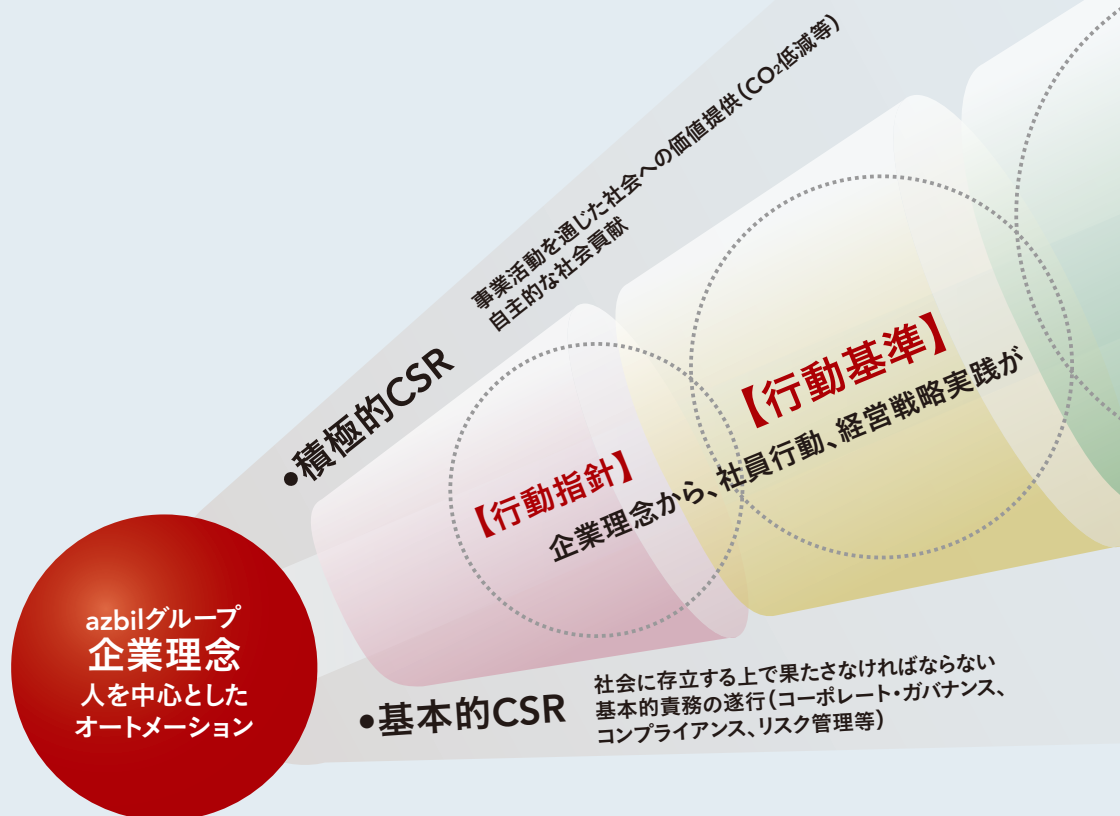 事業活動を通じた社会への価値提供(CO₂低減等)
自主的な社会貢献
•積極的CSR
【行動基準】
【行動指針】
企業理念から、社員行動、経営戦略実践が
azbilグループ
企業理念
人を中心とした
オートメーション
•基本的CSR
社会に存立する上で果たさなければならない
基本的責務の遂行(コーポレート・ガバナンス、
コンプライアンス、リスク管理等)